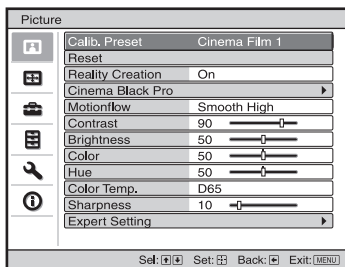 Picture
Calib. Preset Cinema Film 1
Reset
Reality Creation On
Cinema Black Pro
Motionflow Smooth High
Contrast 90
Brightness 50
Color 50
Hue 50
Color Temp. D65
Sharpness 10
Expert Setting
Sel: Set: Back: Exit: MENU